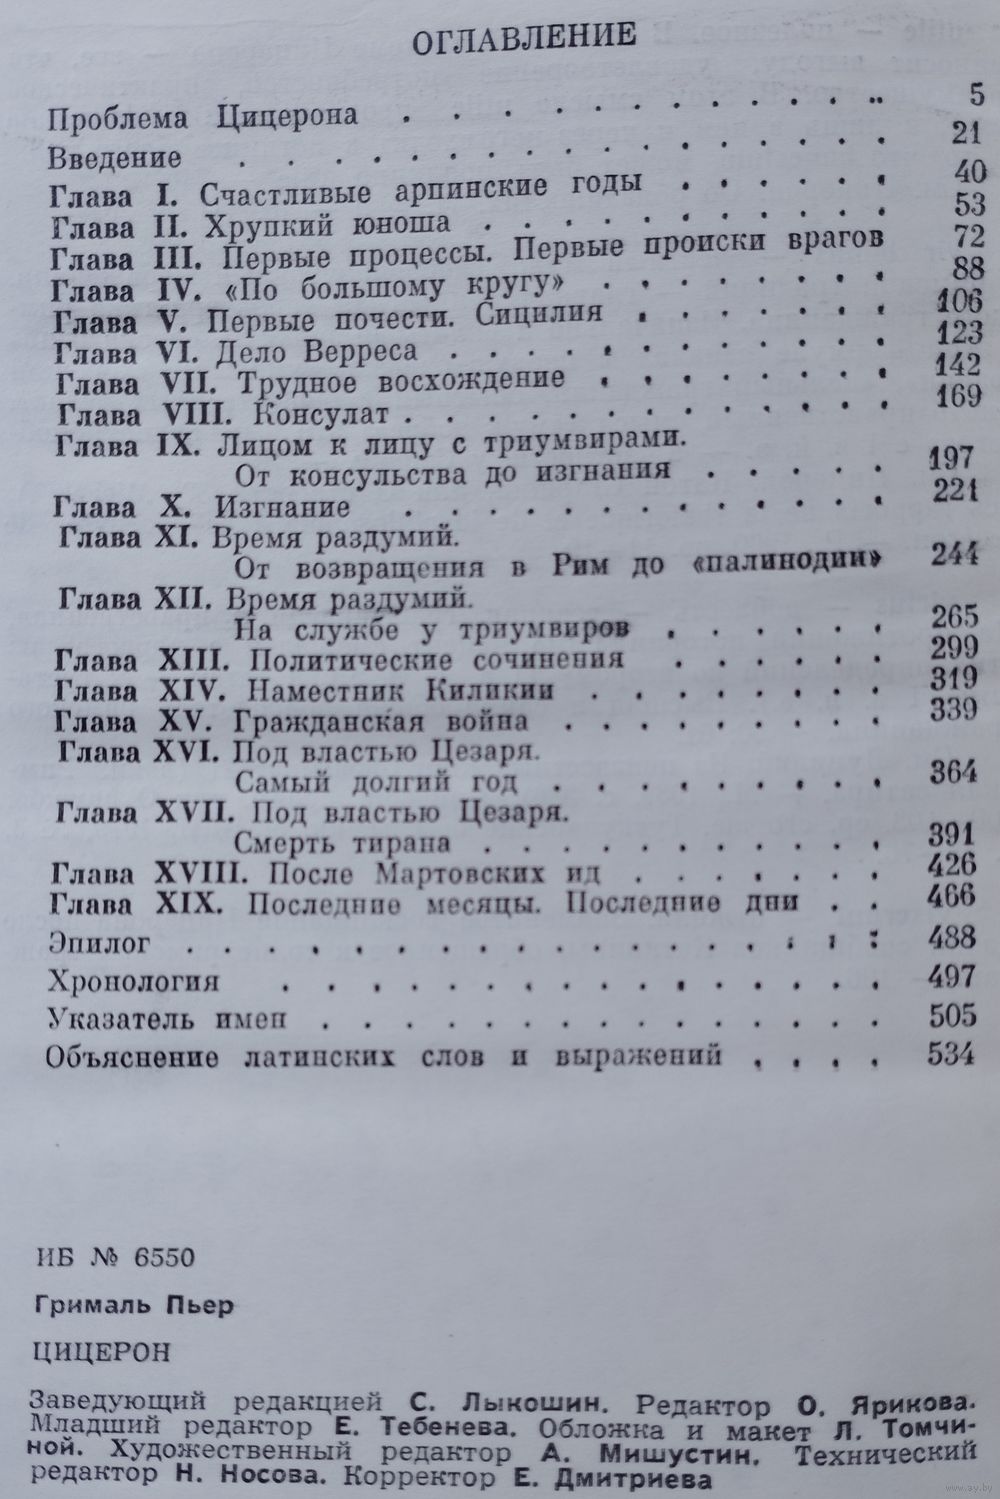 ОГЛАВЛЕНИЕ
Проблема Цицерона . . . . . . . . . . . .. 5
Введение . . . . . . . . . . . . . . 21
Глава I. Счастливые арпинские годы . . . . . . 40
Глава II. Хрупкий юноша . . . . . . . . . . 53
Глава III. Первые процессы. Первые происки врагов 72
Глава IV. «По большому кругу» . . . . . . . 88
Глава V. Первые почести. Сицилия . . . . . . . 106
Глава VI. Дело Верреса . . . . . . . . . . . 123
Глава VII. Трудное восхождение . . . . . . . 142
Глава VIII. Консулат . . . . . . . . . . . . 169
Глава IX. Лицом к лицу с триумвирами.
От консульства до изгнания . . . . . 197
Глава X. Изгнание . . . . . . . . . . . . 221
Глава XI. Время раздумий.
От возвращения в Рим до «палинодии» 244
Глава XII. Время раздумий.
На службе у триумвиров . . . . . . 265
Глава XIII. Политические сочинения . . . . . . 299
Глава XIV. Наместник Киликии . . . . . . . . 319
Глава XV. Гражданская война . . . . . . . . 339
Глава XVI. Под властью Цезаря.
Самый долгий год . . . . . . . . . 364
Глава XVII. Под властью Цезаря.
Смерть тирана . . . . . . . . . . . 391
Глава XVIII. После Мартовских ид . . . . . . . 426
Глава XIX. Последние месяцы. Последние дни . . 466
Эпилог . . . . . . . . . . . . . . . . . 488
Хронология . . . . . . . . . . . . . . 497
Указатель имен . . . . . . . . . . . . . 505
Объяснение латинских слов и выражений . . . . 534
ИБ № 6550
Грималь Пьер
ЦИЦЕРОН
Заведующий редакцией С. Лыкошин. Редактор О. Ярикова.
Младший редактор Е. Тебенева. Обложка и макет Л. Томчи-
ной. Художественный редактор А. Мишустин. Технический
редактор Н. Носова. Корректор Е. Дмитриева
www.ay.by